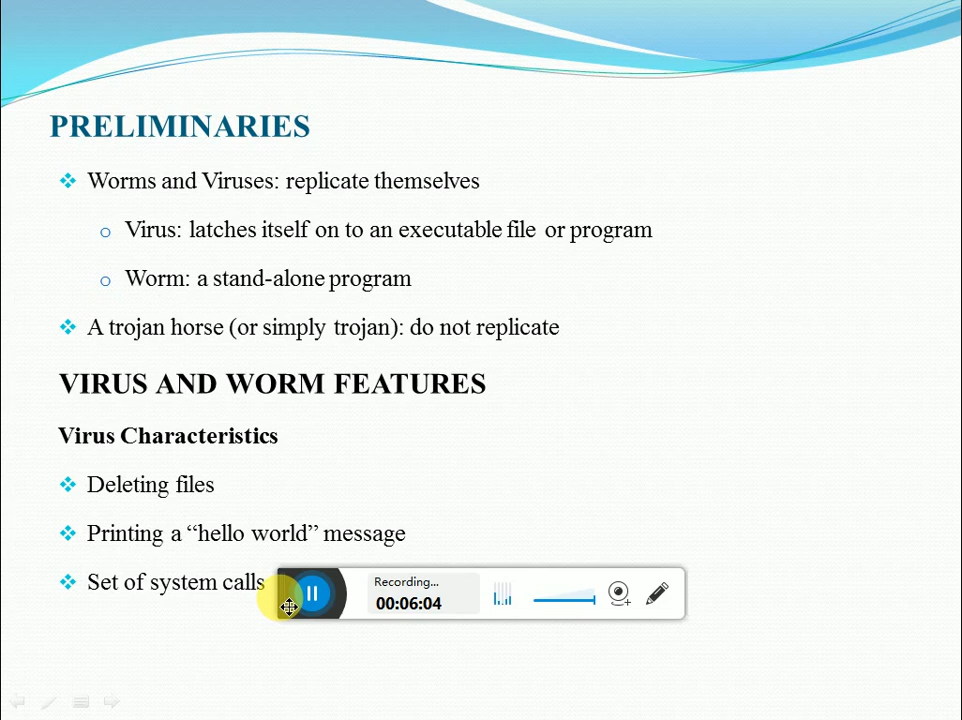 PRELIMINARIES
Worms and Viruses: replicate themselves
Virus: latches itself on to an executable file or program
Worm: a stand-alone program
A trojan horse (or simply trojan): do not replicate
VIRUS AND WORM FEATURES
Virus Characteristics
Deleting files
Printing a “hello world” message
Set of system calls
Recording...
00:06:04